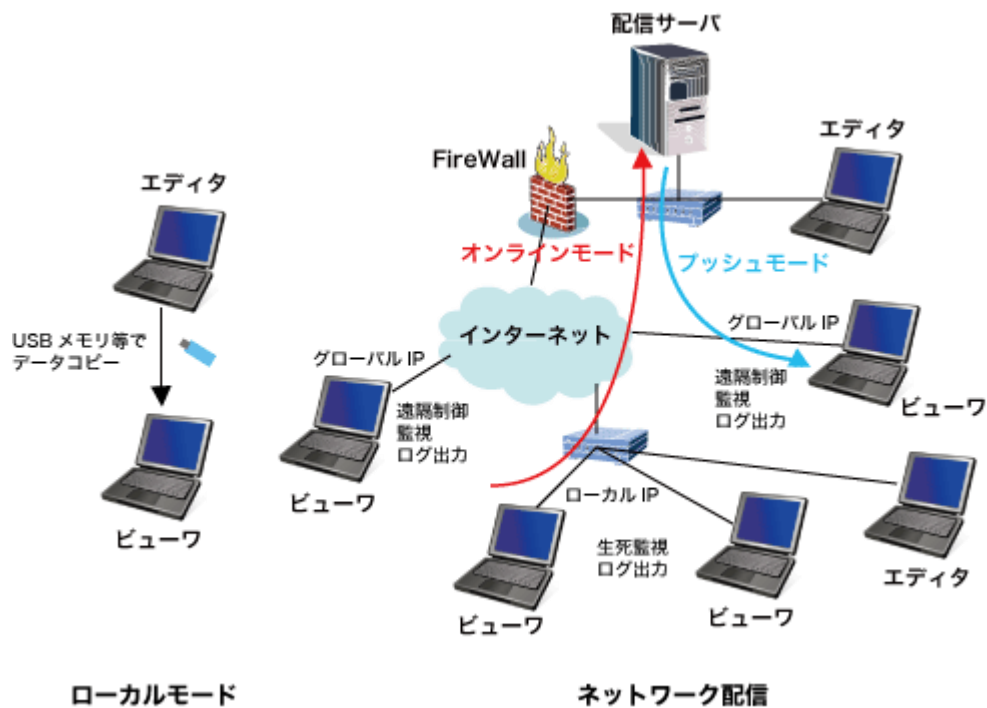 配信サーバ
エディタ
FireWall
エディタ
オンラインモード
プッシュモード
USB メモリ等で
データコピー
インターネット
グローバル IP
グローバル IP
遠隔制御
監視
ログ出力
ビューワ
遠隔制御
監視
ログ出力
ビューワ
ローカル IP
ビューワ
生死監視
ログ出力
エディタ
ビューワ
ビューワ
ローカルモード
ネットワーク配信